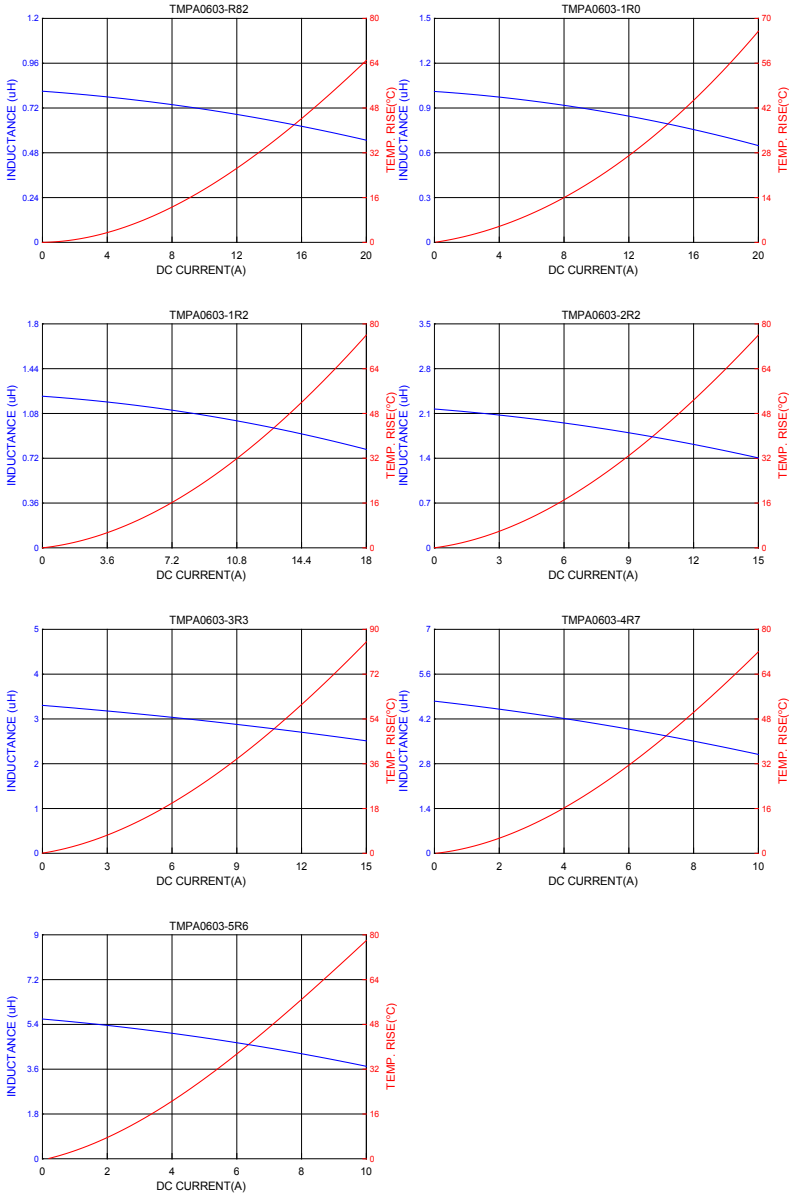 TMPA0603-R82
INDUCTANCE (uH)
1.2
0.96
0.72
0.48
0.24
0
80
64
48
32
16
0
TEMP. RISE(°C)
0 4 8 12 16 20
DC CURRENT(A)
TMPA0603-1R0
INDUCTANCE (uH)
1.5
1.2
0.9
0.6
0.3
0
70
56
42
28
14
0
TEMP. RISE(°C)
0 4 8 12 16 20
DC CURRENT(A)
TMPA0603-1R2
INDUCTANCE (uH)
1.8
1.44
1.08
0.72
0.36
0
80
64
48
32
16
0
TEMP. RISE(°C)
0 3.6 7.2 10.8 14.4 18
DC CURRENT(A)
TMPA0603-2R2
INDUCTANCE (uH)
3.5
2.8
2.1
1.4
0.7
0
80
64
48
32
16
0
TEMP. RISE(°C)
0 3 6 9 12 15
DC CURRENT(A)
TMPA0603-3R3
INDUCTANCE (uH)
5
4
3
2
1
0
90
72
54
36
18
0
TEMP. RISE(°C)
0 3 6 9 12 15
DC CURRENT(A)
TMPA0603-4R7
INDUCTANCE (uH)
7
5.6
4.2
2.8
1.4
0
80
64
48
32
16
0
TEMP. RISE(°C)
0 2 4 6 8 10
DC CURRENT(A)
TMPA0603-5R6
INDUCTANCE (uH)
9
7.2
5.4
3.6
1.8
0
80
64
48
32
16
0
TEMP. RISE(°C)
0 2 4 6 8 10
DC CURRENT(A)